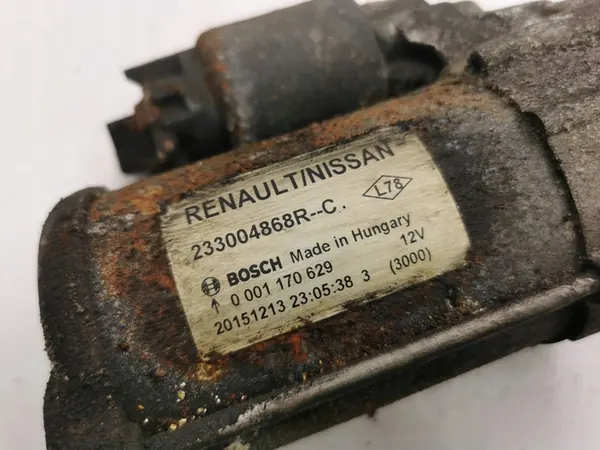 RENAULT/NISSAN
L78
233004868R--C.
BOSCH Made in Hungary
0 001 170 629 12V
20151213 23:05:38 3 (3000)